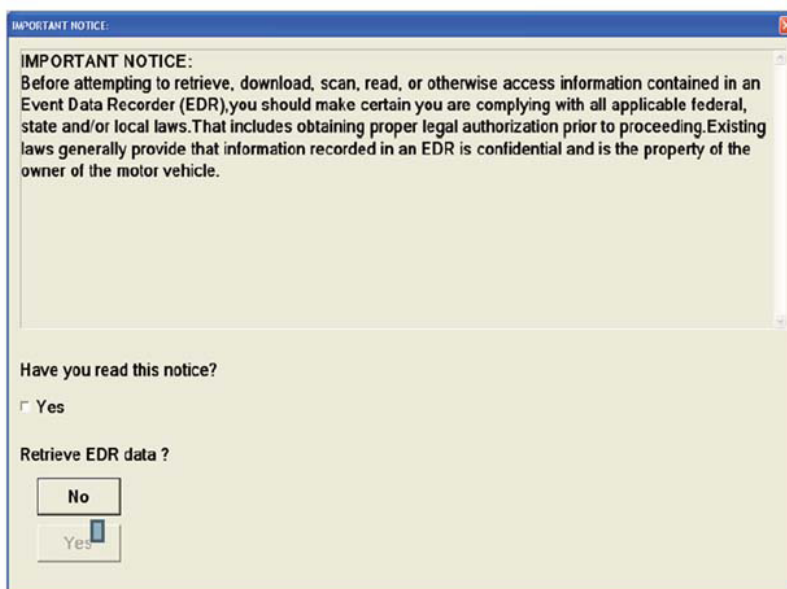 IMPORTANT NOTICE:
IMPORTANT NOTICE:
Before attempting to retrieve, download, scan, read, or otherwise access information contained in an
Event Data Recorder (EDR),you should make certain you are complying with all applicable federal,
state and/or local laws.That includes obtaining proper legal authorization prior to proceeding.Existing
laws generally provide that information recorded in an EDR is confidential and is the property of the
owner of the motor vehicle.
Have you read this notice?
Yes
Retrieve EDR data ?
No
Yes